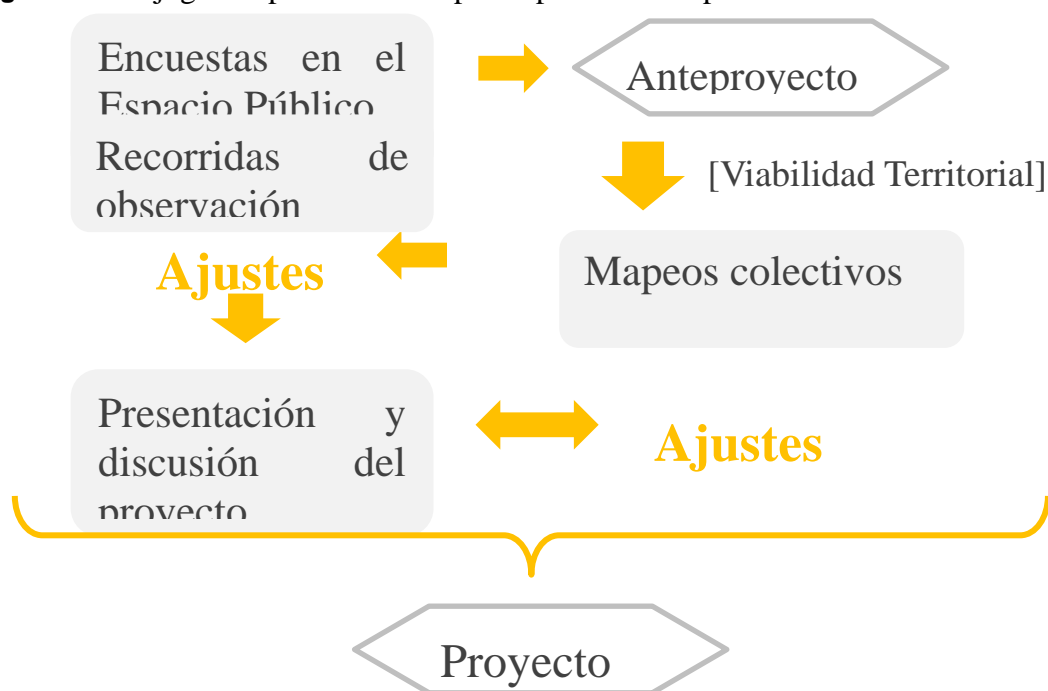 Encuestas en el
Espacio Público
Recorridas de
observación
Anteproyecto
[Viabilidad Territorial]
Mapeos colectivos
Ajustes
Presentación y
discusión del
proyecto
Ajustes
Proyecto